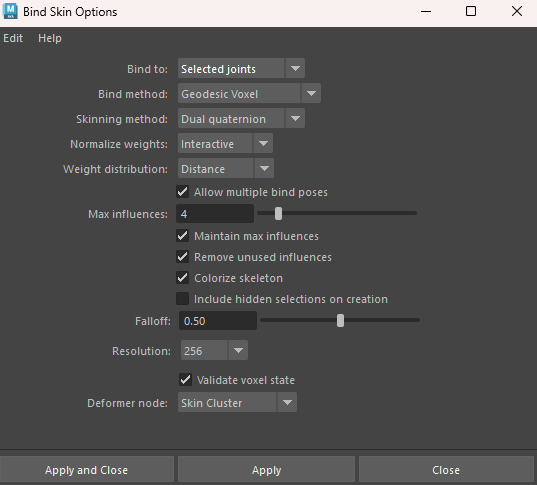 Bind Skin Options
Edit Help
Bind to: Selected joints
Bind method: Geodesic Voxel
Skinning method: Dual quaternion
Normalize weights: Interactive
Weight distribution: Distance
Allow multiple bind poses
Max influences: 4
Maintain max influences
Remove unused influences
Colorize skeleton
Include hidden selections on creation
Falloff: 0.50
Resolution: 256
Validate voxel state
Deformer node: Skin Cluster
Apply and Close Apply Close